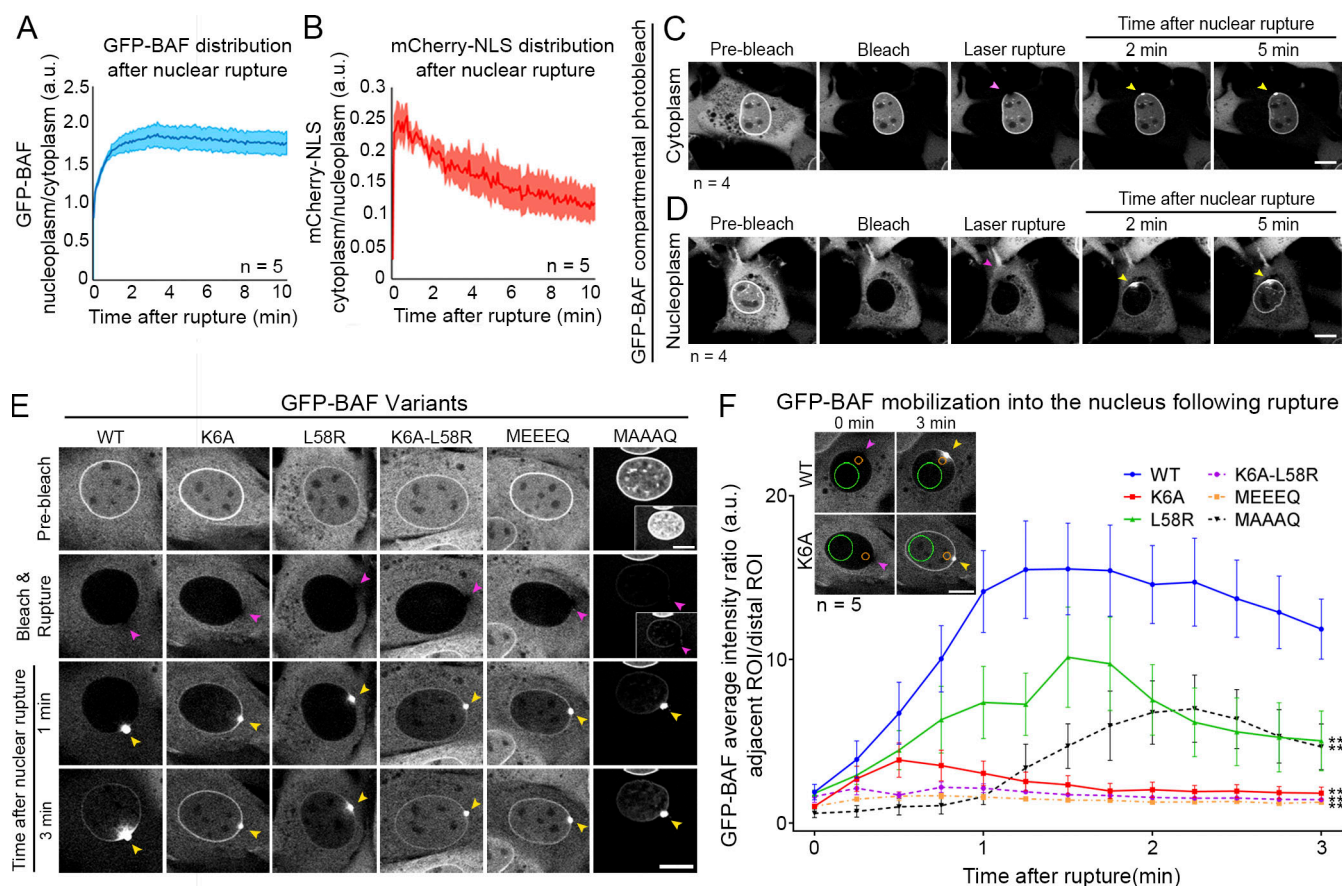 A
GFP-BAF distribution
after nuclear rupture
GFP-BAF
nucleoplasm/cytoplasm (a.u.)
2.0
1.5
1.0
0.5
0
n = 5
0 2 4 6 8 10
Time after rupture (min)
B
mCherry-NLS distribution
after nuclear rupture
mCherry-NLS
cytoplasm/nucleoplasm (a.u.)
0.3
0.25
0.2
0.15
0.1
0.05
0
n = 5
0 2 4 6 8 10
Time after rupture (min)
GFP-BAF compartmental photobleach
C
Time after nuclear rupture
Pre-bleach Bleach Laser rupture 2 min 5 min
Cytoplasm
n = 4
D
Time after nuclear rupture
Pre-bleach Bleach Laser rupture 2 min 5 min
Nucleoplasm
n = 4
E
GFP-BAF Variants
WT K6A L58R K6A-L58R MEEEQ MAAAQ
Pre-bleach
Bleach &
Rupture
Time after nuclear rupture
1 min
3 min
F
GFP-BAF mobilization into the nucleus following rupture
0 min 3 min
WT
K6A
n = 5
WT
K6A
L58R
K6A-L58R
MEEEQ
MAAAQ
GFP-BAF average intensity ratio (a.u.)
adjacent ROI/distal ROI
20
10
0
**
**
**
**
**
0 1 2 3
Time after rupture(min)